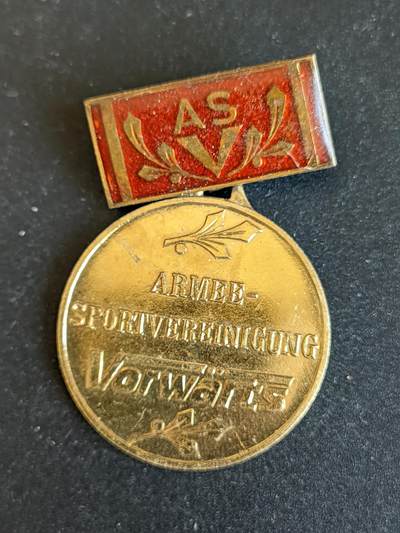 ASV
ARMEE-
SPORTVEREINIGUNG
Vorwärts